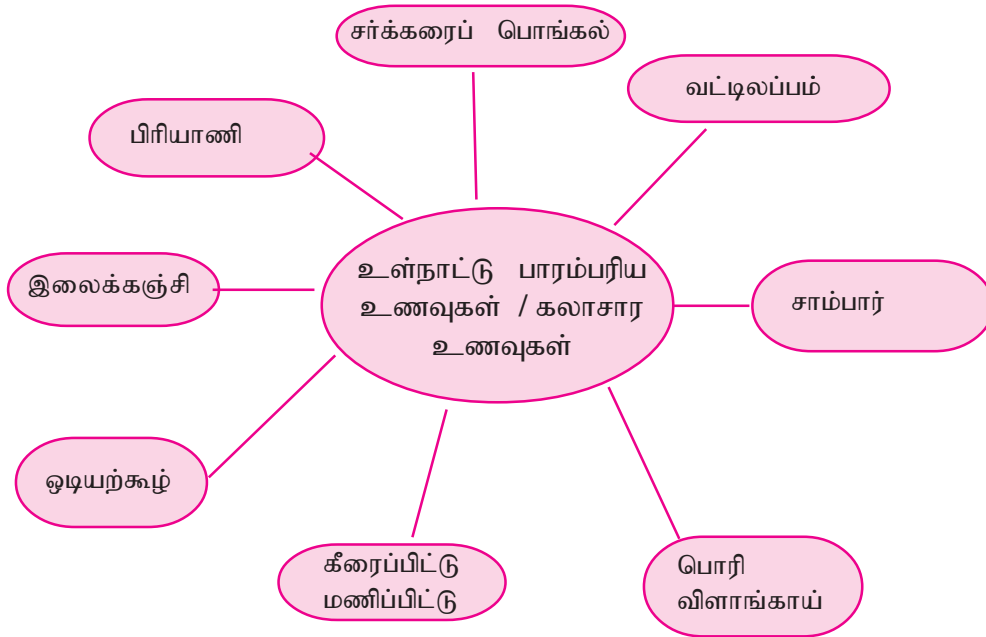 சர்க்கரைப் பொங்கல்
வட்டிலப்பம்
பிரியாணி
உள்நாட்டு பாரம்பரிய
உணவுகள் / கலாசார
உணவுகள்
இலைக்கஞ்சி
சாம்பார்
ஒடியற்கூழ்
கீரைப்பிட்டு
மணிப்பிட்டு
பொரி
விளாங்காய்